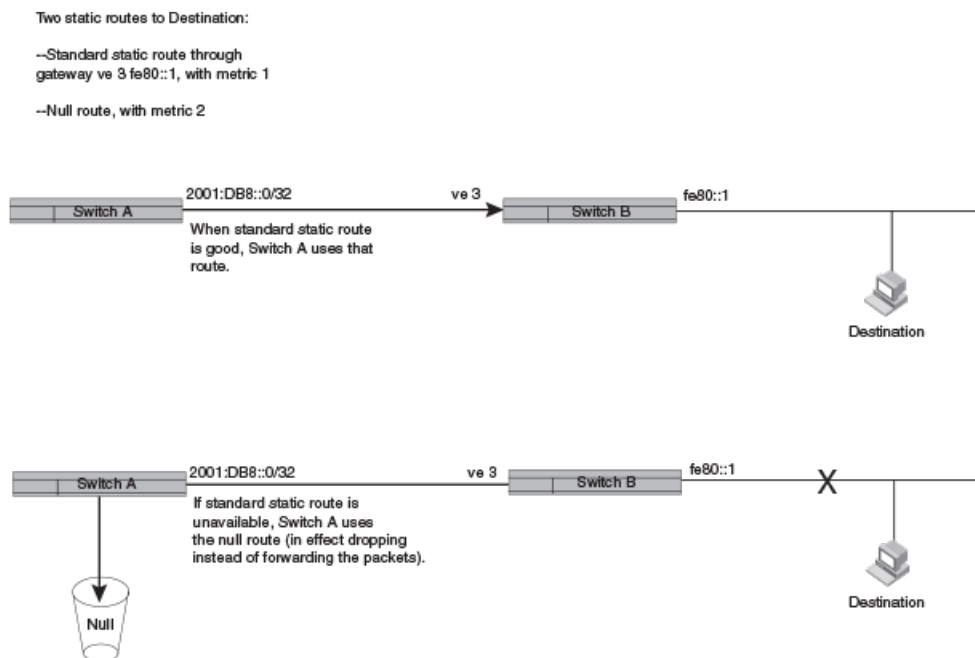 Two static routes to Destination:
--Standard static route through
gateway ve 3 fe80::1, with metric 1
--Null route, with metric 2
2001:DB8::0/32
ve 3
fe80::1
Switch A
Switch B
When standard static route
is good, Switch A uses that
route.
Destination
2001:DB8::0/32
ve 3
fe80::1
Switch A
Switch B
X
If standard static route is
unavailable, Switch A uses
the null route (in effect dropping
instead of forwarding the packets).
Destination
Null